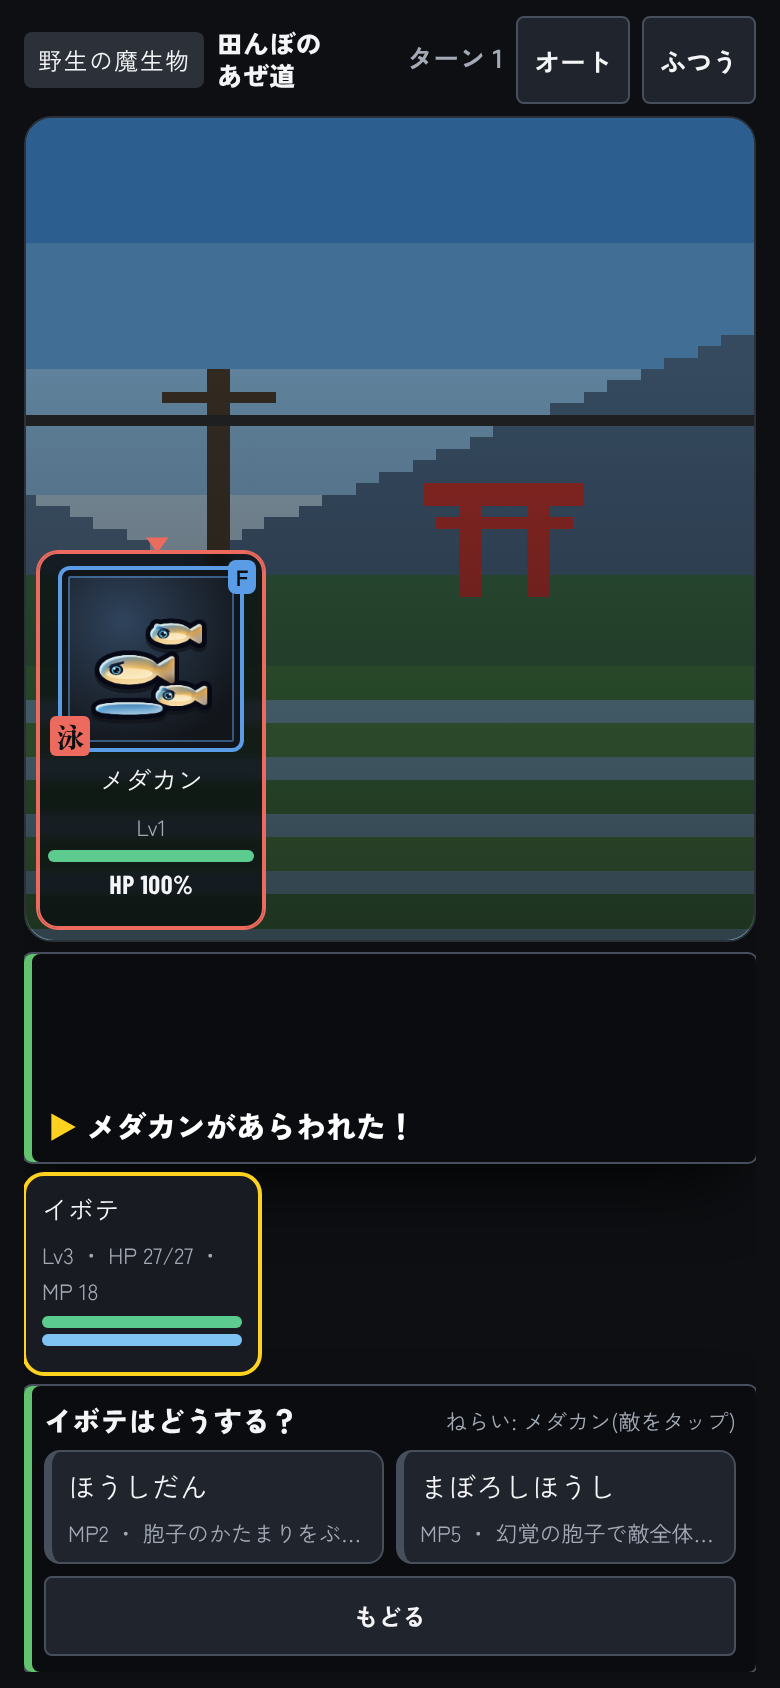 野生の魔生物
田んぼの
あぜ道
ターン 1
オート
ふつう
F
泳
メダカン
Lv1
HP 100%
▶ メダカンがあらわれた！
イボテ
Lv3 ・ HP 27/27 ・
MP 18
イボテはどうする？
ねらい: メダカン(敵をタップ)
ほうしだん
MP2 ・ 胞子のかたまりをぶ…
まぼろしほうし
MP5 ・ 幻覚の胞子で敵全体…
もどる